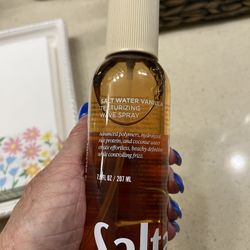 SALT WATER VANILLA
TEXTURIZING
WAVE SPRAY
Advanced polymers, hydrolyzed
rice protein, and coconut water
create effortless, beachy definition
while controlling frizz.
7 FL OZ / 207 mL
Salt